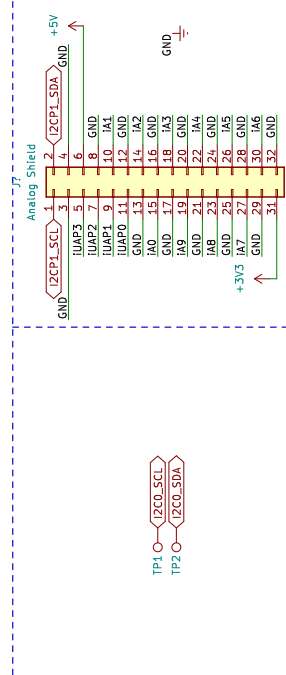 J?
Analog Shield
I2CP1_SCL 1 2 I2CP1_SDA
GND 3 4 GND
iUAP3 5 6 +5V
iUAP2 7 8 GND
iUAP1 9 10 iA1
iUAP0 11 12 GND
GND 13 14 iA2
iA0 15 16 GND
GND 17 18 iA3
iA9 19 20 GND
GND 21 22 iA4
iA8 23 24 GND
GND 25 26 iA5
iA7 27 28 GND
GND 29 30 iA6
+3V3 31 32 GND
GND
TP1 I2C0_SCL
TP2 I2C0_SDA